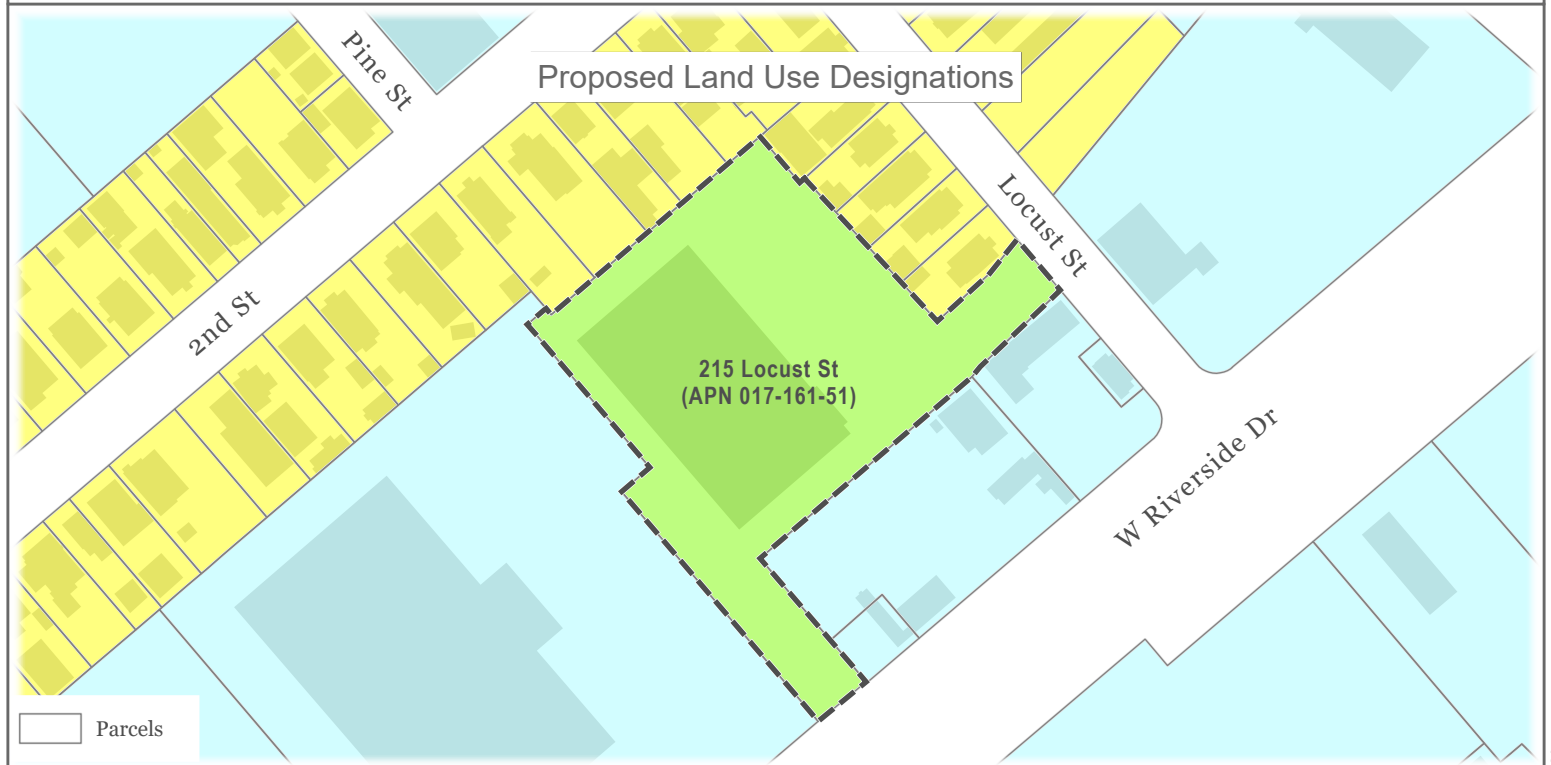 Pine St
Proposed Land Use Designations
Locust St
2nd St
215 Locust St
(APN 017-161-51)
W Riverside Dr
Parcels